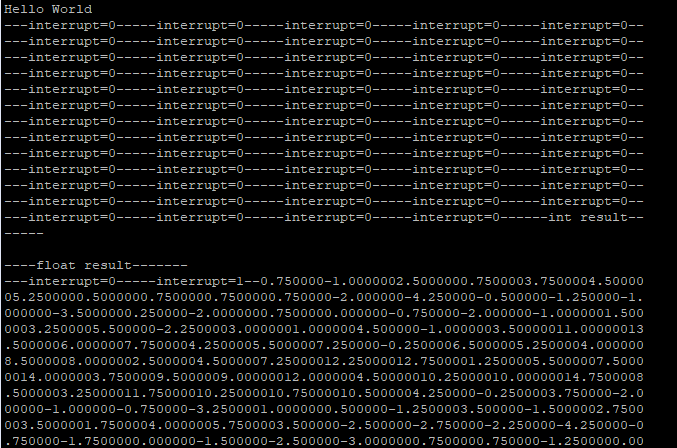 Hello World
---interrupt=0-----interrupt=0-----interrupt=0-----interrupt=0-----interrupt=0--
---interrupt=0-----interrupt=0-----interrupt=0-----interrupt=0-----interrupt=0--
---interrupt=0-----interrupt=0-----interrupt=0-----interrupt=0-----interrupt=0--
---interrupt=0-----interrupt=0-----interrupt=0-----interrupt=0-----interrupt=0--
---interrupt=0-----interrupt=0-----interrupt=0-----interrupt=0-----interrupt=0--
---interrupt=0-----interrupt=0-----interrupt=0-----interrupt=0-----interrupt=0--
---interrupt=0-----interrupt=0-----interrupt=0-----interrupt=0-----interrupt=0--
---interrupt=0-----interrupt=0-----interrupt=0-----interrupt=0-----interrupt=0--
---interrupt=0-----interrupt=0-----interrupt=0-----interrupt=0-----interrupt=0--
---interrupt=0-----interrupt=0-----interrupt=0-----interrupt=0-----interrupt=0--
---interrupt=0-----interrupt=0-----interrupt=0-----interrupt=0-----interrupt=0--
---interrupt=0-----interrupt=0-----interrupt=0-----interrupt=0-----interrupt=0--
---interrupt=0-----interrupt=0-----interrupt=0-----interrupt=0------int result--
-----
----float result-------
---interrupt=0-----interrupt=1--0.750000-1.0000002.5000000.7500003.7500004.50000
05.2500000.5000000.7500000.7500000.750-2.000000-4.250000-0.500000-1.250000-1.
000000-3.5000000.250000-2.0000000.7500000.000000-0.750000-2.000000-1.0000001.500
0003.2500005.500000-2.2500003.0000001.0000004.500000-1.0000003.50000011.00000013
.5000006.0000007.7500004.2500005.5000007.250000-0.2500006.5000005.2500004.000000
8.5000008.0000002.5000004.5000007.25000012.25000012.7500001.2500005.5000007.5000
0014.0000003.7500009.5000009.00000012.0000004.50000010.25000010.00000014.7500008
.5000003.25000011.75000010.25000010.75000010.5000004.250000-0.2500003.750000-2.0
00000-1.000000-0.750000-3.2500001.0000000.500000-1.2500003.500000-1.5000002.7500
003.5000001.7500004.0000005.7500003.500000-2.500000-2.750000-2.250000-4.250000-0
.750000-1.7500000.000000-1.500000-2.500000-3.0000000.7500000.750000-1.2500000.00